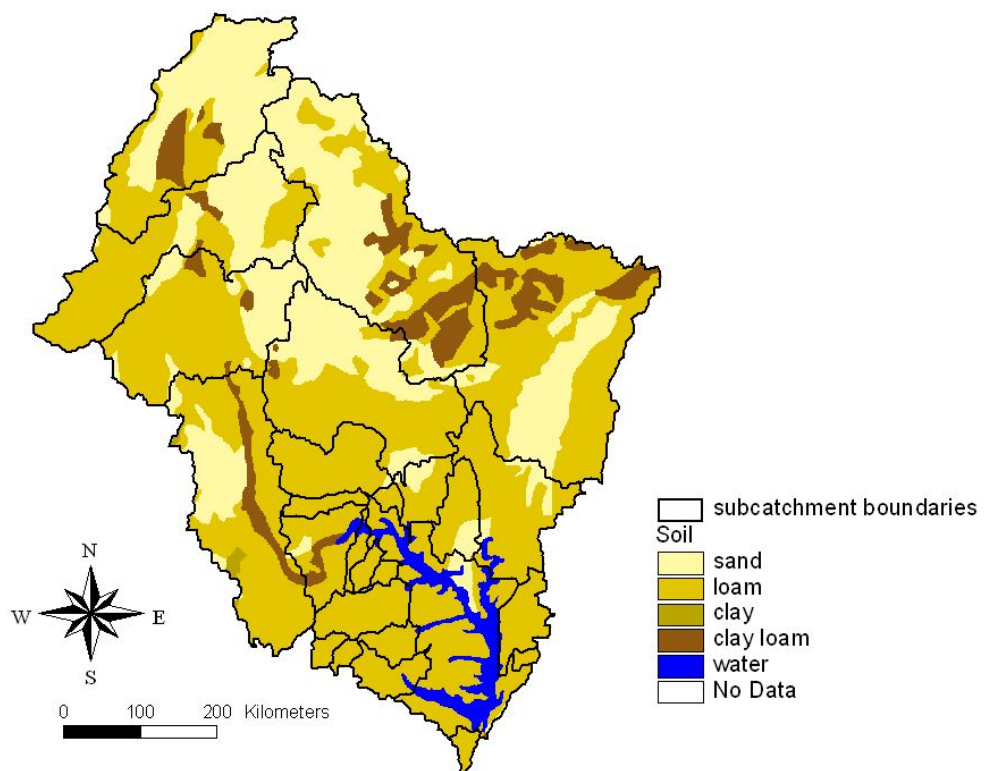 subcatchment boundaries
Soil
sand
loam
clay
clay loam
water
No Data
N
W E
S
0 100 200 Kilometers